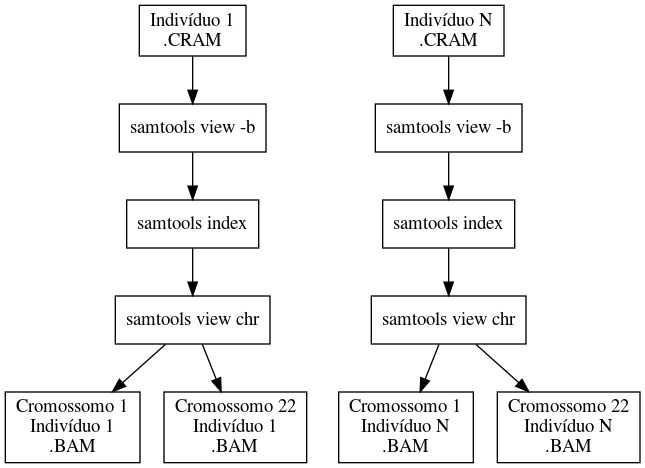 Indivíduo 1
.CRAM
Indivíduo N
.CRAM
samtools view -b
samtools view -b
samtools index
samtools index
samtools view chr
samtools view chr
Cromossomo 1
Indivíduo 1
.BAM
Cromossomo 22
Indivíduo 1
.BAM
Cromossomo 1
Indivíduo N
.BAM
Cromossomo 22
Indivíduo N
.BAM